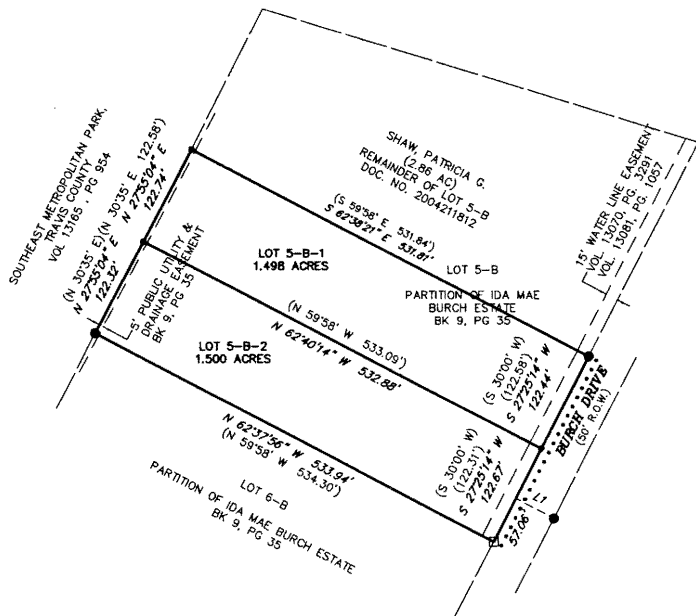 SHAW, PATRICIA G.
(2.86 AC)
REMAINDER OF LOT 5-B
DOC. NO. 2004211812
SOUTHEAST METROPOLITAN PARK,
TRAVIS COUNTY
VOL 13165 , PG 954
(N 30°35' E 122.58')
N 27°55'04" E
122.74'
(N 30°35' E)
N 27°55'04" E
122.32'
5' PUBLIC UTILITY &
DRAINAGE EASEMENT
BK 9, PG 35
15' WATER LINE EASEMENT
VOL. 13070, PG. 3291
VOL. 13081, PG. 1057
(S 59°58' E 531.84')
S 62°38'21" E 531.61'
LOT 5-B-1
1.498 ACRES
LOT 5-B
PARTITION OF IDA MAE
BURCH ESTATE
BK 9, PG 35
(N 59°58' W 533.09')
N 62°40'14" W 532.88'
LOT 5-B-2
1.500 ACRES
(S 30°00' W)
(122.58')
S 27°25'14" W
122.44'
BURCH DRIVE
(50' R.O.W.)
(S 30°00' W)
(122.31')
S 27°25'14" W
122.67'
N 62°37'56" W 533.94'
(N 59°58' W 534.30')
L1
57.06'
LOT 6-B
PARTITION OF IDA MAE BURCH ESTATE
BK 9, PG 35